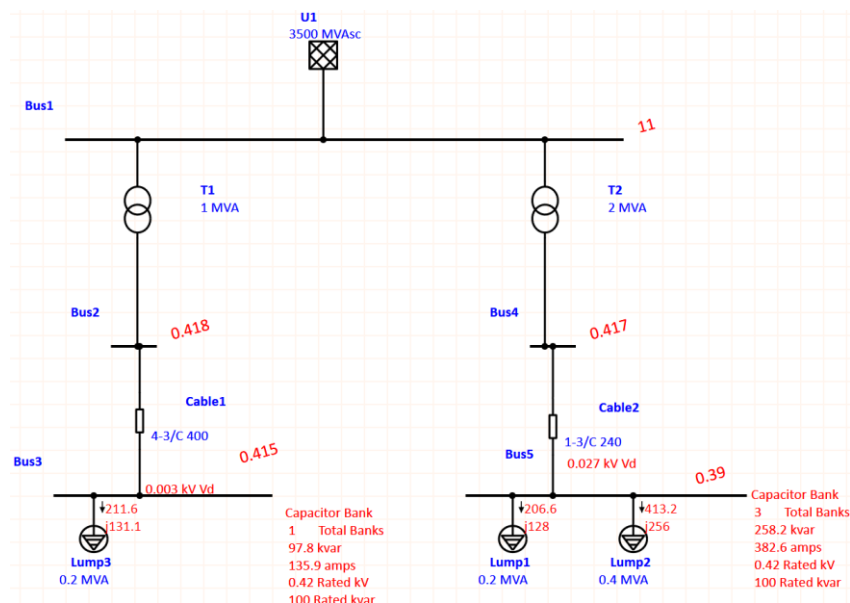 U1
3500 MVAsc
Bus1
11
T1
1 MVA
T2
2 MVA
Bus2
0.418
Bus4
0.417
Cable1
4-3/C 400
Cable2
1-3/C 240
Bus3
0.415
Bus5
0.027 kV Vd
0.39
0.003 kV Vd
211.6
j131.1
Lump3
0.2 MVA
Capacitor Bank
1 Total Banks
97.8 kvar
135.9 amps
0.42 Rated kV
100 Rated kvar
206.6
j128
Lump1
0.2 MVA
413.2
j256
Lump2
0.4 MVA
Capacitor Bank
3 Total Banks
258.2 kvar
382.6 amps
0.42 Rated kV
100 Rated kvar